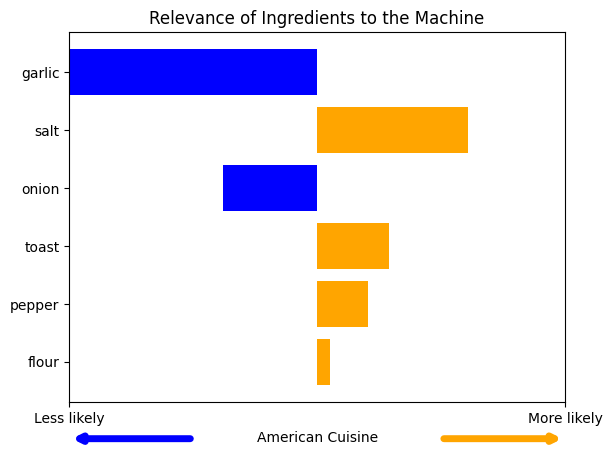 Relevance of Ingredients to the Machine
garlic
salt
onion
toast
pepper
flour
Less likely More likely
American Cuisine